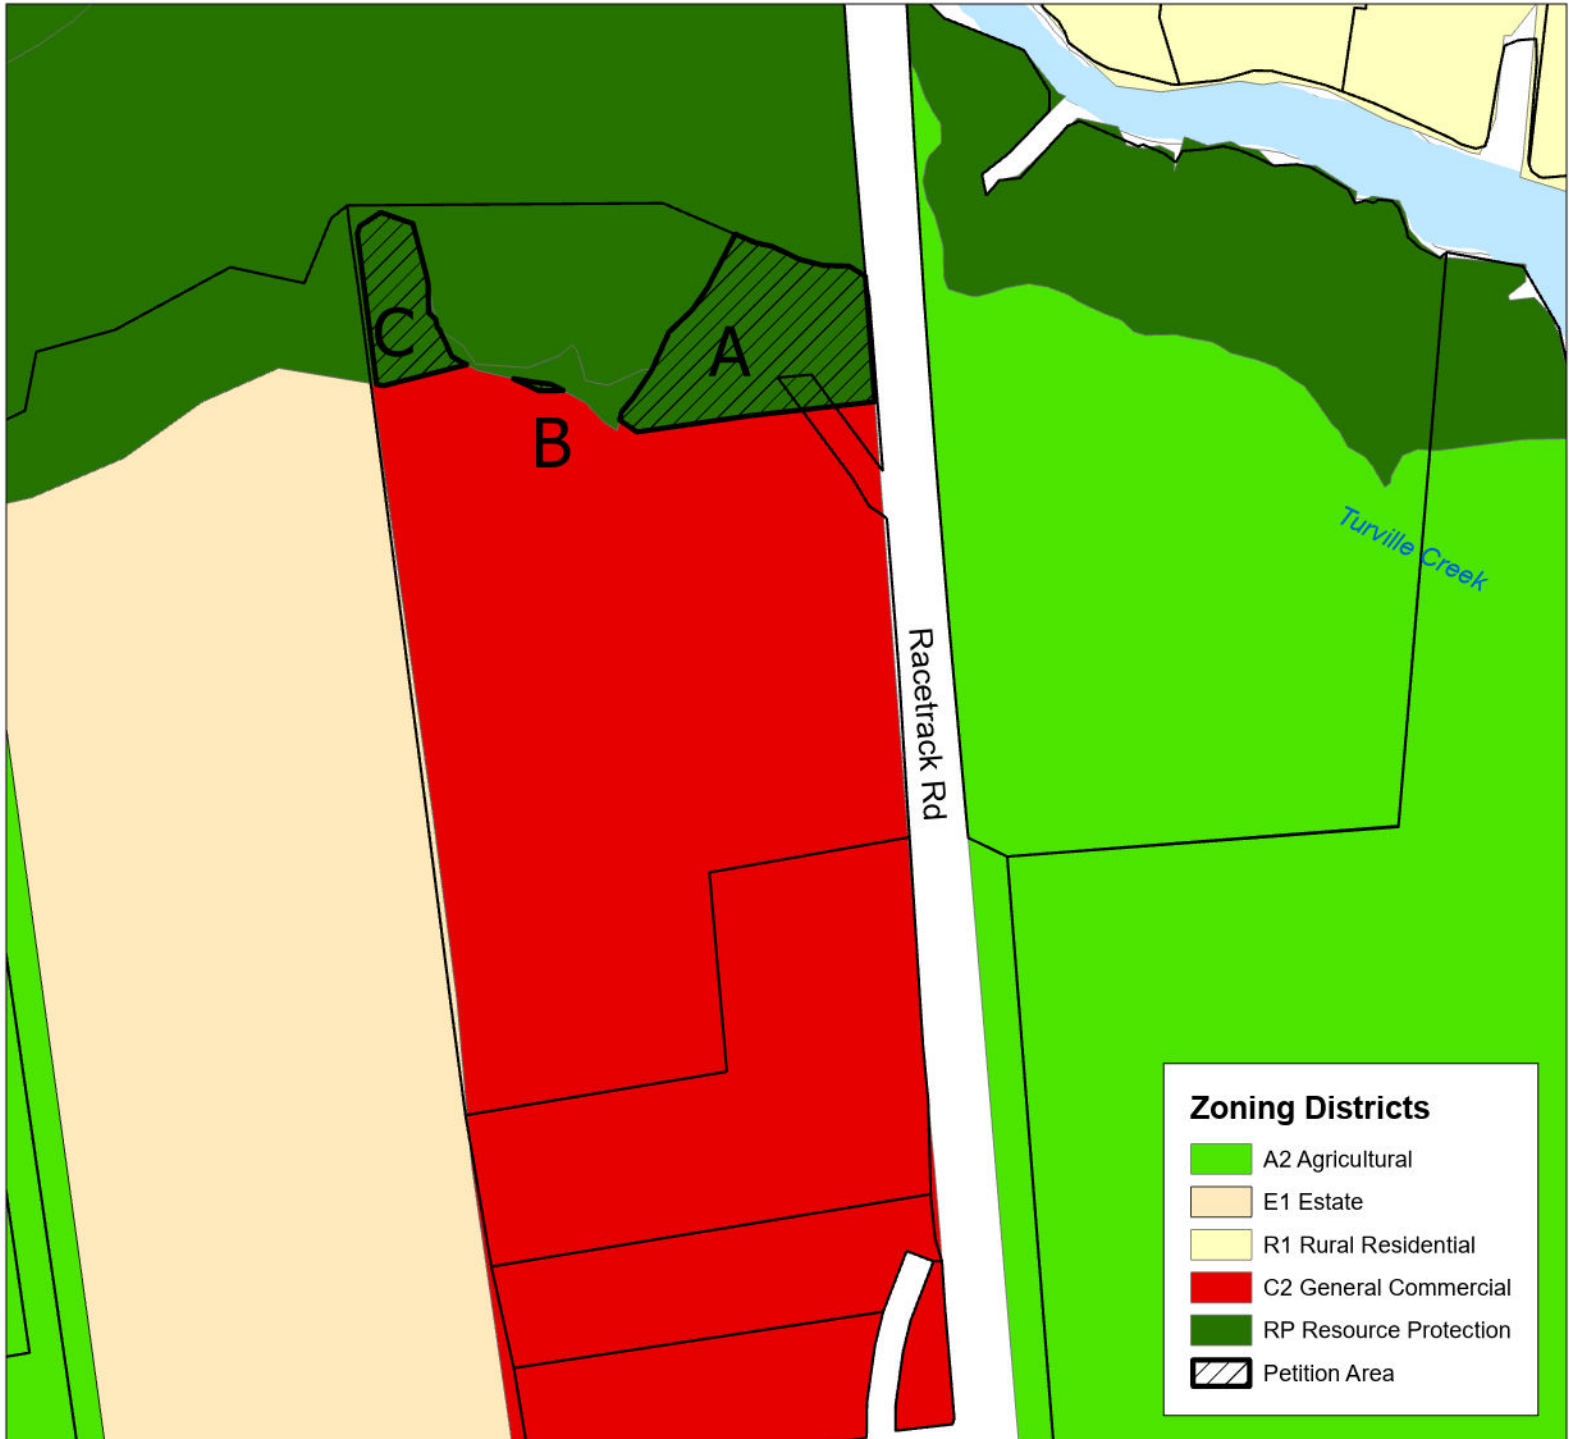 C
A
B
Turville Creek
Racetrack Rd
Zoning Districts
A2 Agricultural
E1 Estate
R1 Rural Residential
C2 General Commercial
RP Resource Protection
Petition Area